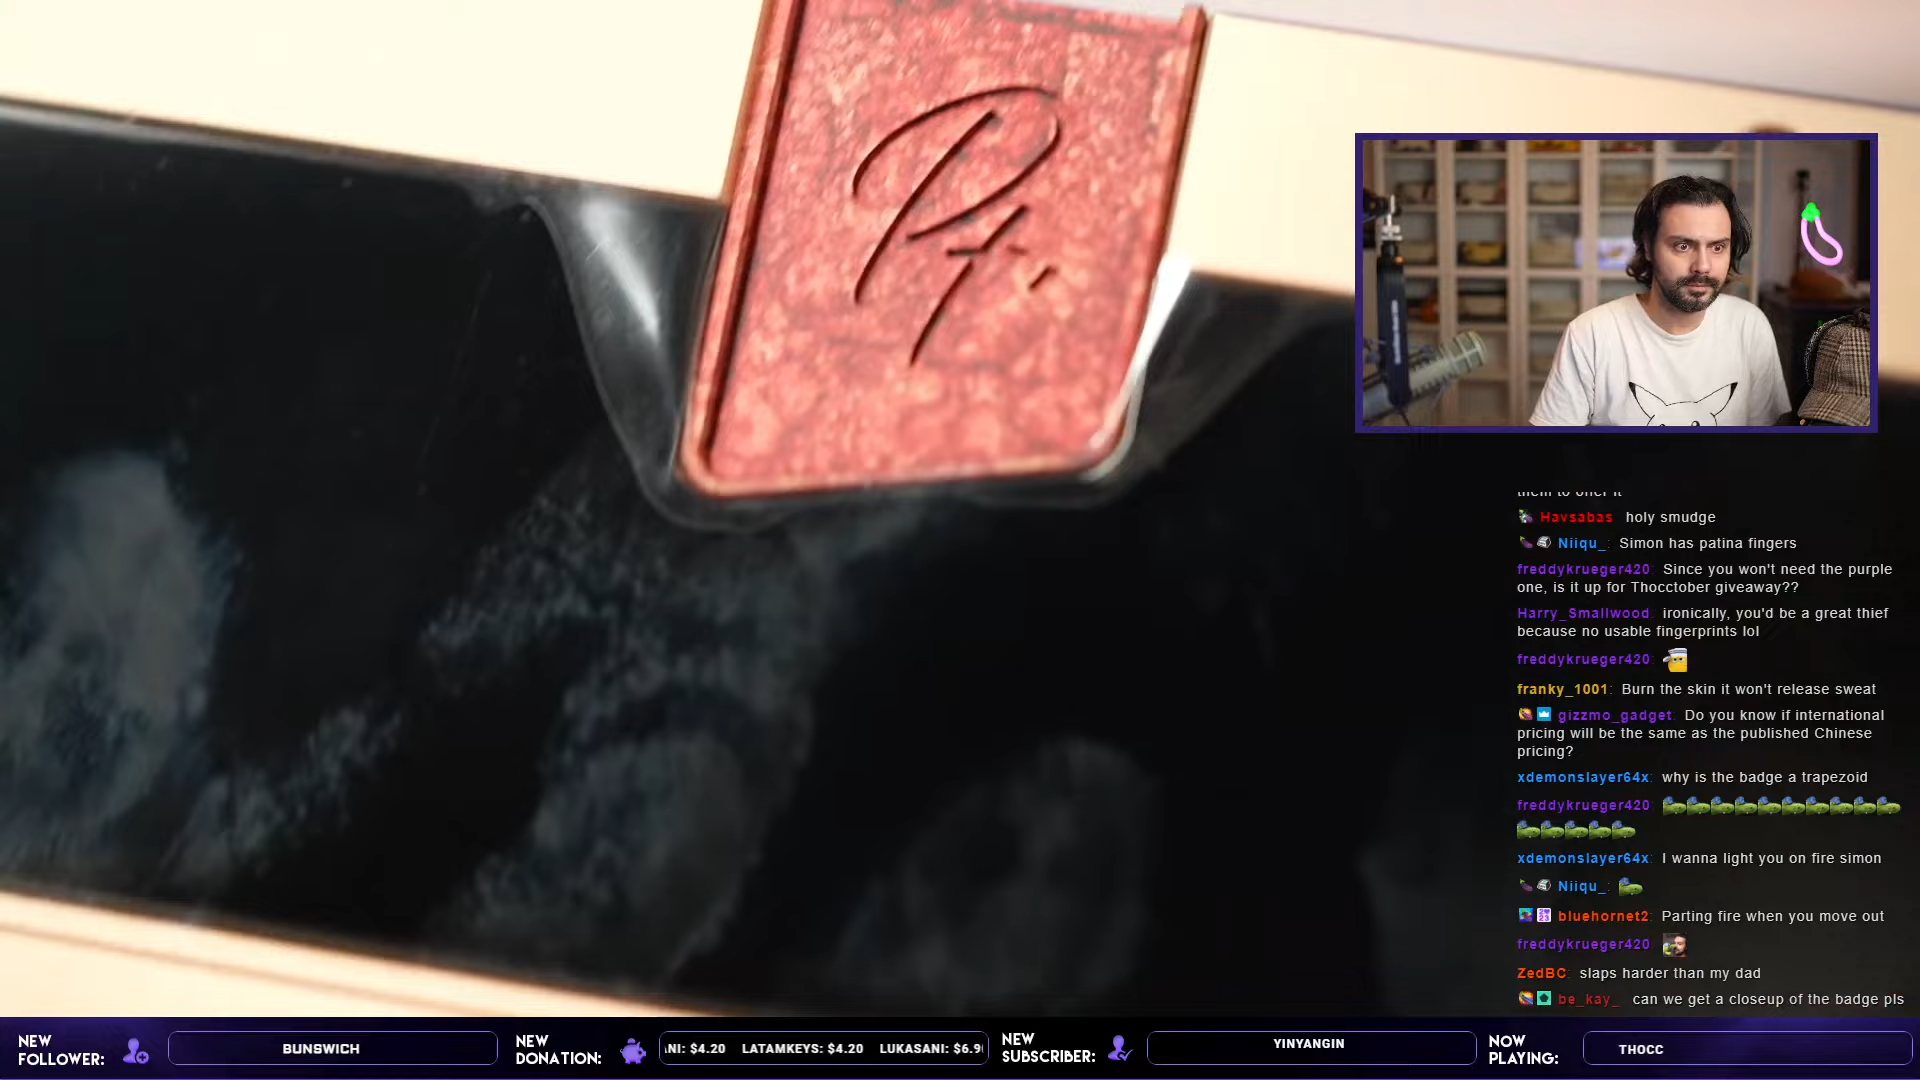 them to offer it
Havsabas holy smudge
Niiqu_: Simon has patina fingers
freddykrueger420: Since you won't need the purple
one, is it up for Thocctober giveaway??
Harry_Smallwood: ironically, you'd be a great thief
because no usable fingerprints lol
freddykrueger420:
franky_1001: Burn the skin it won't release sweat
gizzmo_gadget: Do you know if international
pricing will be the same as the published Chinese
pricing?
xdemonslayer64x: why is the badge a trapezoid
freddykrueger420:
xdemonslayer64x: I wanna light you on fire simon
Niiqu_:
bluehornet2: Parting fire when you move out
freddykrueger420:
ZedBC: slaps harder than my dad
be_kay_ can we get a closeup of the badge pls
NEW
FOLLOWER:
BUNSWICH
NEW
DONATION:
NI: $4.20 LATAMKEYS: $4.20 LUKASANI: $6.9
NEW
SUBSCRIBER:
YINYANGIN
NOW
PLAYING:
THOCC